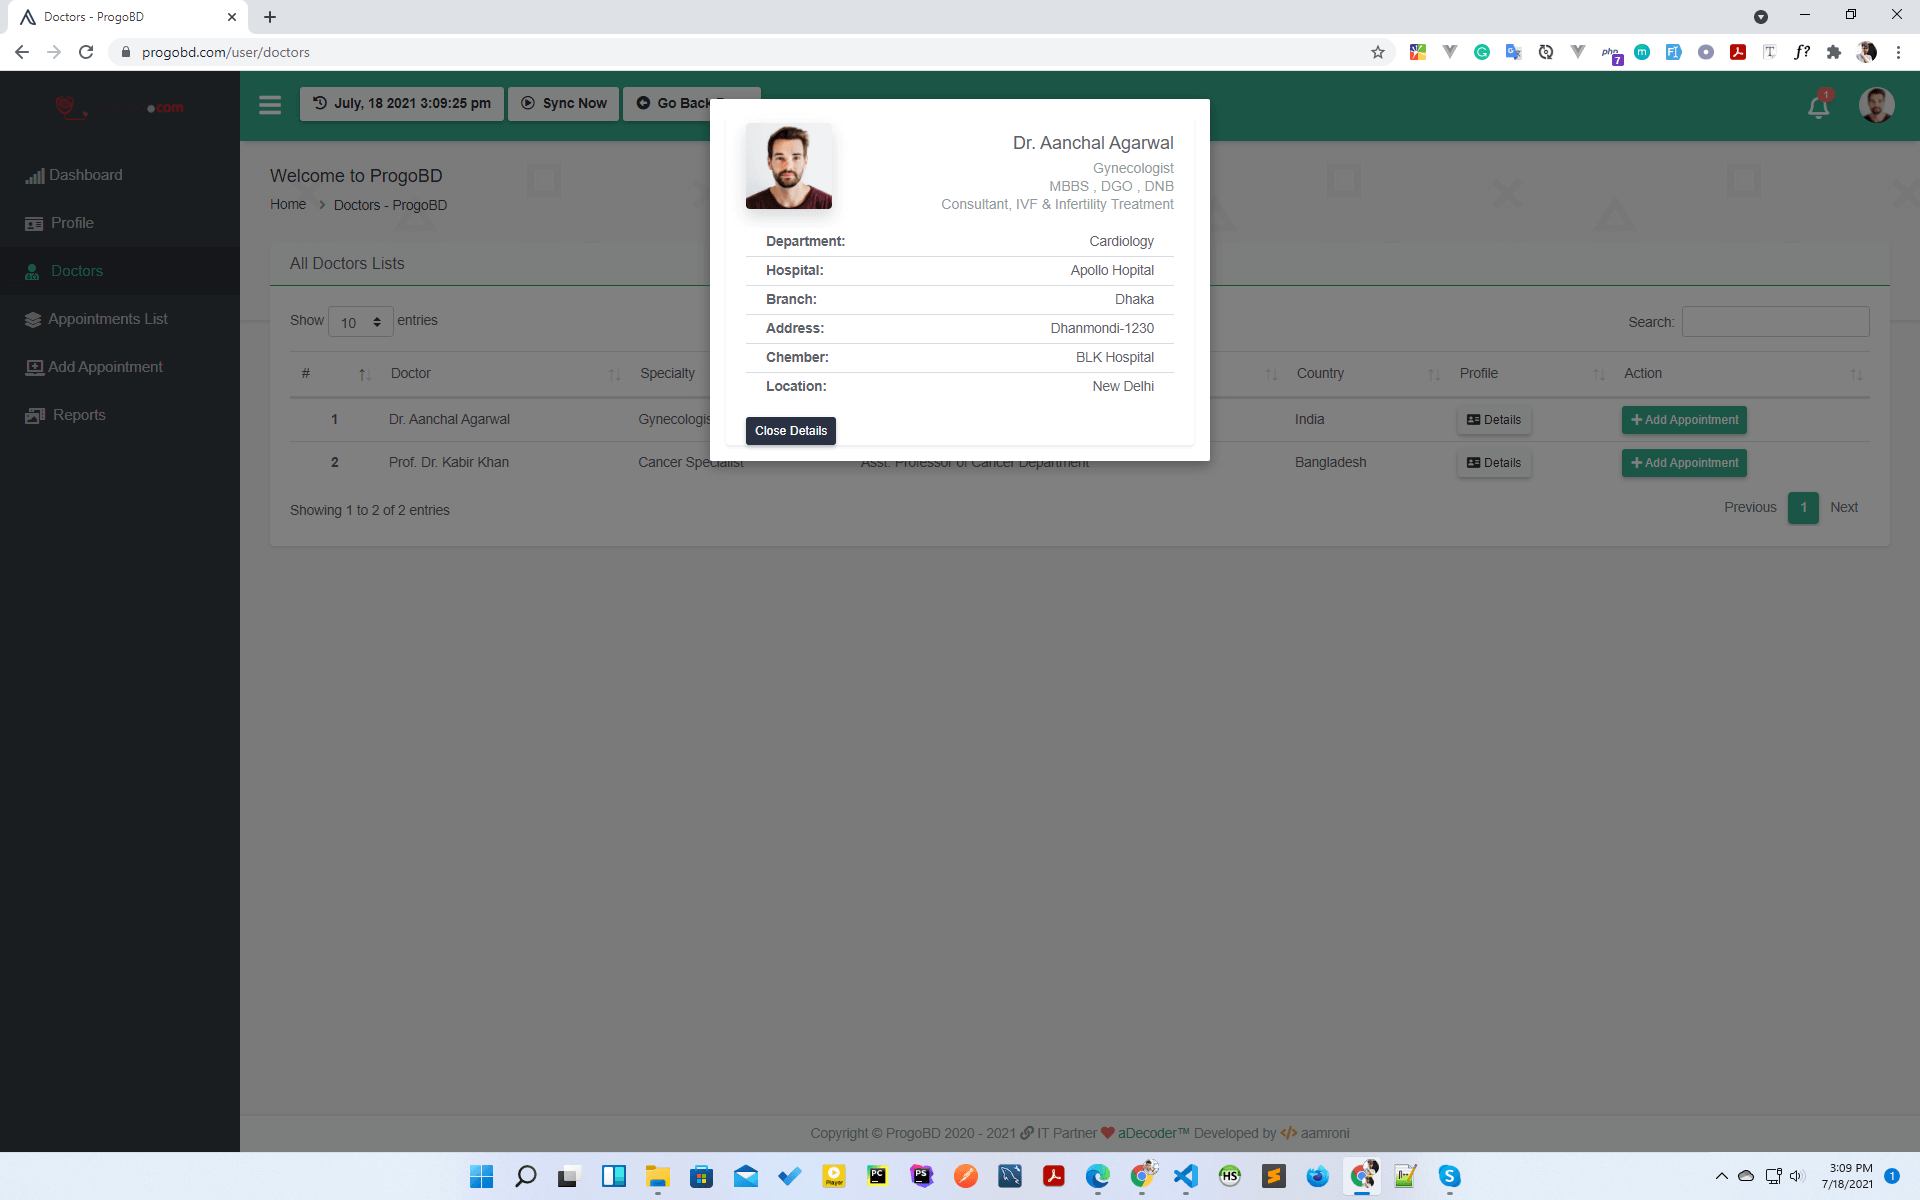 Doctors - ProgoBD
progobd.com/user/doctors
.com
July, 18 2021 3:09:25 pm
Sync Now
Go Back
1
Dashboard
Profile
Doctors
Appointments List
Add Appointment
Reports
Welcome to ProgoBD
Home > Doctors - ProgoBD
All Doctors Lists
Show 10 entries
Search:
# Doctor Specialty Country Profile Action
1 Dr. Aanchal Agarwal Gynecologis India Details Add Appointment
2 Prof. Dr. Kabir Khan Cancer Specialist Asst. Professor of Cancer Department Bangladesh Details Add Appointment
Showing 1 to 2 of 2 entries
Previous 1 Next
Dr. Aanchal Agarwal
Gynecologist
MBBS , DGO , DNB
Consultant, IVF & Infertility Treatment
Department: Cardiology
Hospital: Apollo Hopital
Branch: Dhaka
Address: Dhanmondi-1230
Chember: BLK Hospital
Location: New Delhi
Close Details
Copyright © ProgoBD 2020 - 2021 IT Partner aDecoder™ Developed by </> aamroni
3:09 PM
7/18/2021
1